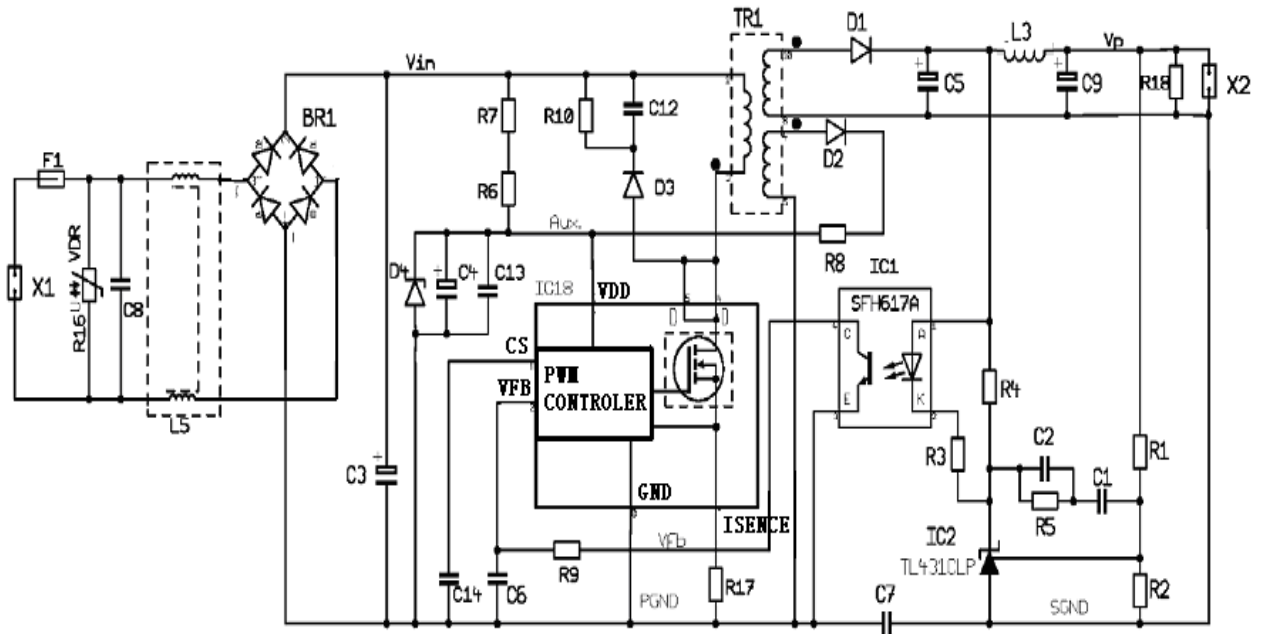 TR1
D1
L3
Vp
Vin
C5
C9
R18
X2
BR1
R7
R10
C12
D2
F1
R6
D3
Aux.
R8
IC1
VDR
D4
C4
C13
IC18
VDD
SFH617A
X1
R16
U
C8
D
D
C
A
CS
VFB
PWM
CONTROLER
E
K
R4
L5
R3
C2
C1
R1
R5
C3
GND
ISENCE
IC2
VFb
TL431CLP
R9
C14
C6
R17
PGND
C7
SGND
R2